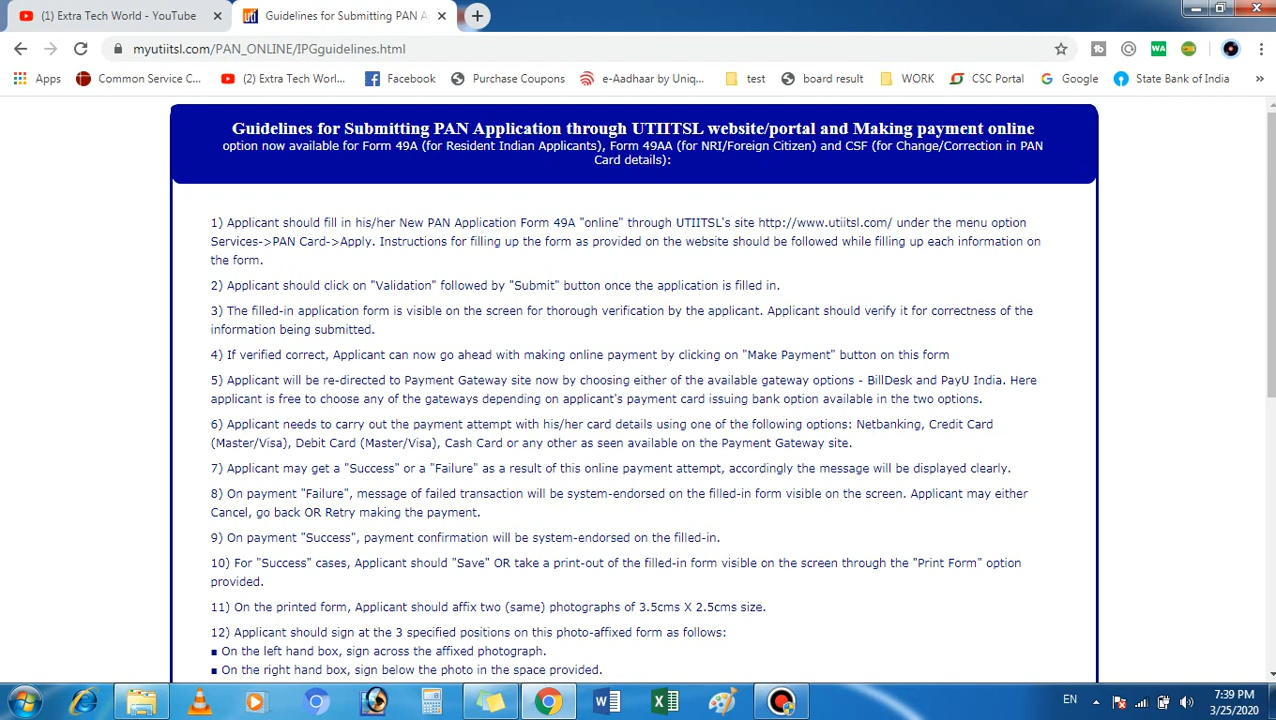 (1) Extra Tech World - YouTube
Guidelines for Submitting PAN A
myutiitsl.com/PAN_ONLINE/IPGguidelines.html
Apps
Common Service C...
(2) Extra Tech Worl...
Facebook
Purchase Coupons
e-Aadhaar by Uniq...
test
board result
WORK
CSC Portal
Google
State Bank of India
»
Guidelines for Submitting PAN Application through UTIITSL website/portal and Making payment online
option now available for Form 49A (for Resident Indian Applicants), Form 49AA (for NRI/Foreign Citizen) and CSF (for Change/Correction in PAN
Card details):
1) Applicant should fill in his/her New PAN Application Form 49A "online" through UTIITSL's site http://www.utiitsl.com/ under the menu option
Services->PAN Card->Apply. Instructions for filling up the form as provided on the website should be followed while filling up each information on
the form.
2) Applicant should click on "Validation" followed by "Submit" button once the application is filled in.
3) The filled-in application form is visible on the screen for thorough verification by the applicant. Applicant should verify it for correctness of the
information being submitted.
4) If verified correct, Applicant can now go ahead with making online payment by clicking on "Make Payment" button on this form
5) Applicant will be re-directed to Payment Gateway site now by choosing either of the available gateway options - BillDesk and PayU India. Here
applicant is free to choose any of the gateways depending on applicant's payment card issuing bank option available in the two options.
6) Applicant needs to carry out the payment attempt with his/her card details using one of the following options: Netbanking, Credit Card
(Master/Visa), Debit Card (Master/Visa), Cash Card or any other as seen available on the Payment Gateway site.
7) Applicant may get a "Success" or a "Failure" as a result of this online payment attempt, accordingly the message will be displayed clearly.
8) On payment "Failure", message of failed transaction will be system-endorsed on the filled-in form visible on the screen. Applicant may either
Cancel, go back OR Retry making the payment.
9) On payment "Success", payment confirmation will be system-endorsed on the filled-in.
10) For "Success" cases, Applicant should "Save" OR take a print-out of the filled-in form visible on the screen through the "Print Form" option
provided.
11) On the printed form, Applicant should affix two (same) photographs of 3.5cms X 2.5cms size.
12) Applicant should sign at the 3 specified positions on this photo-affixed form as follows:
■ On the left hand box, sign across the affixed photograph.
■ On the right hand box, sign below the photo in the space provided.
EN
7:39 PM
3/25/2020